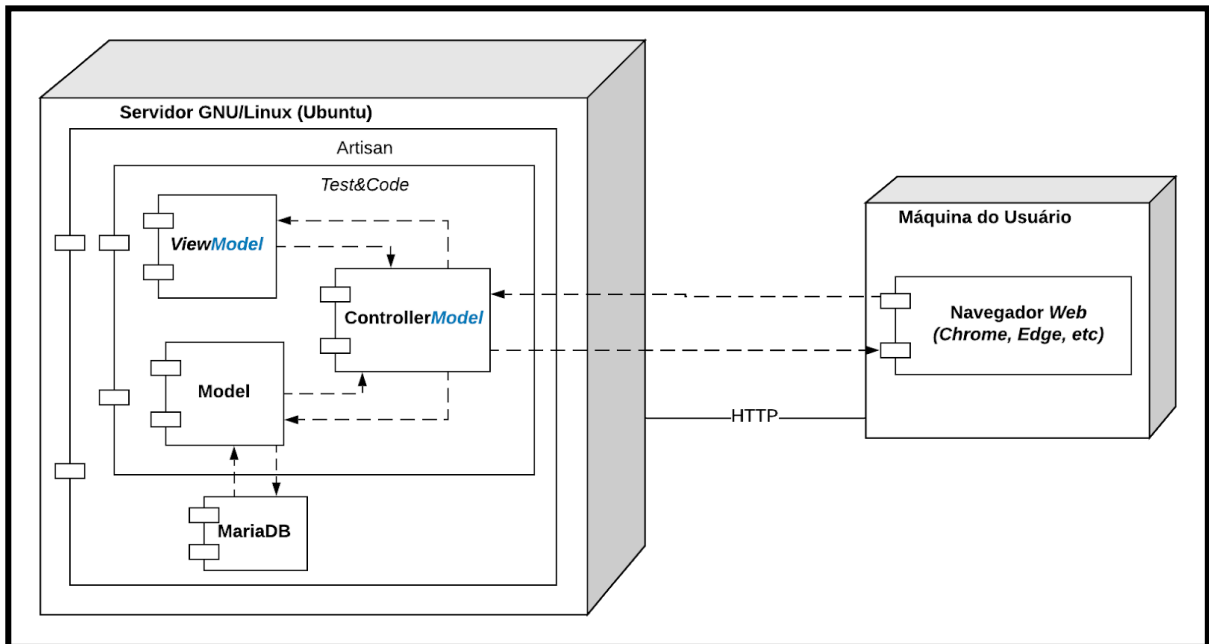 Servidor GNU/Linux (Ubuntu)
Artisan
Test&Code
ViewModel
ControllerModel
Model
MariaDB
HTTP
Máquina do Usuário
Navegador Web
(Chrome, Edge, etc)